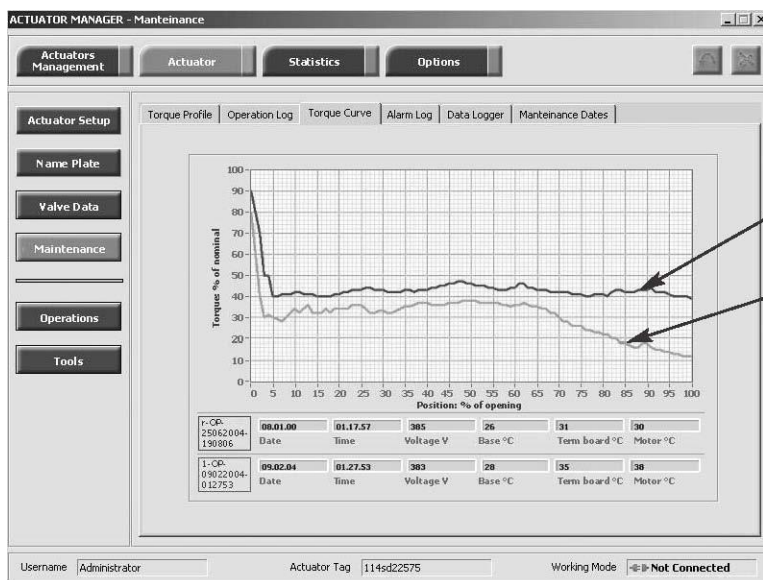 ACTUATOR MANAGER - Manteinance
Actuators Management
Actuator
Statistics
Options
Actuator Setup
Name Plate
Valve Data
Maintenance
Operations
Tools
Torque Profile
Operation Log
Torque Curve
Alarm Log
Data Logger
Manteinance Dates
Torque: % of nominal
100
90
80
70
60
50
40
30
20
10
0
0 5 10 15 20 25 30 35 40 45 50 55 60 65 70 75 80 85 90 95 100
Position: % of opening
r-OP-
25062004-
190806
08.01.00 01.17.57 385 26 31 30
Date Time Voltage V Base °C Term board °C Motor °C
1-OP-
09022004-
012753
09.02.04 01.27.53 383 28 35 38
Date Time Voltage V Base °C Term board °C Motor °C
Username Administrator
Actuator Tag 114sd22575
Working Mode Not Connected